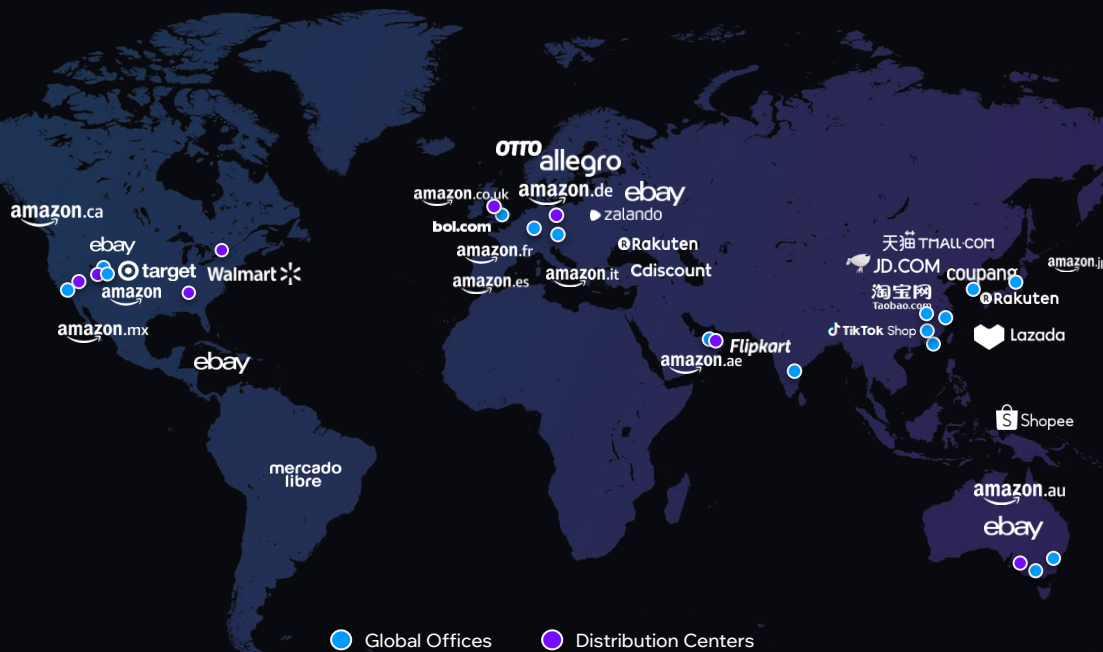 OTTO
allegro
amazon.co.uk
amazon.de
ebay
zalando
bol.com
amazon.fr
Rakuten
amazon.es
amazon.it
Cdiscount
amazon.ca
ebay
target
Walmart
amazon
amazon.mx
ebay
mercado
libre
Flipkart
amazon.ae
天猫 TMALL.COM
JD.COM
coupang
amazon.jp
淘宝网
Taobao.com
Rakuten
TikTok Shop
Lazada
S Shopee
amazon.au
ebay
Global Offices
Distribution Centers